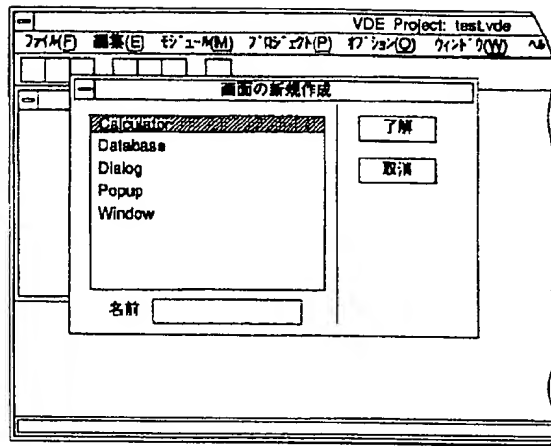 VDE Project: test.vde
ファイル(F) 編集(E) モジュール(M) プロジェクト(P) オプション(O) ウィンドウ(W) ヘル
画面の新規作成
Calculator
Database
Dialog
Popup
Window
了解
取消
名前